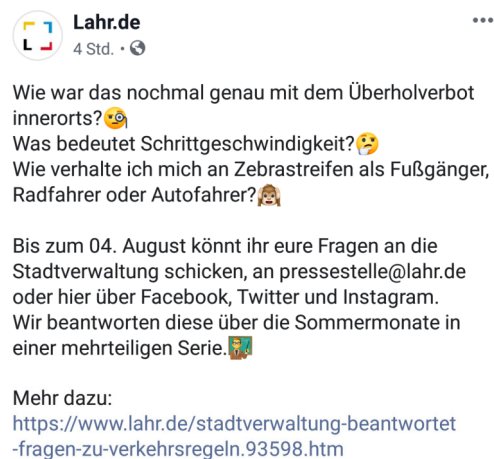 Lahr.de
4 Std. •
Wie war das nochmal genau mit dem Überholverbot
innerorts?🧐
Was bedeutet Schrittgeschwindigkeit?🤔
Wie verhalte ich mich an Zebrastreifen als Fußgänger,
Radfahrer oder Autofahrer?🙉
Bis zum 04. August könnt ihr eure Fragen an die
Stadtverwaltung schicken, an pressestelle@lahr.de
oder hier über Facebook, Twitter und Instagram.
Wir beantworten diese über die Sommermonate in
einer mehrteiligen Serie.👨‍🏫
Mehr dazu:
https://www.lahr.de/stadtverwaltung-beantwortet
-fragen-zu-verkehrsregeln.93598.htm